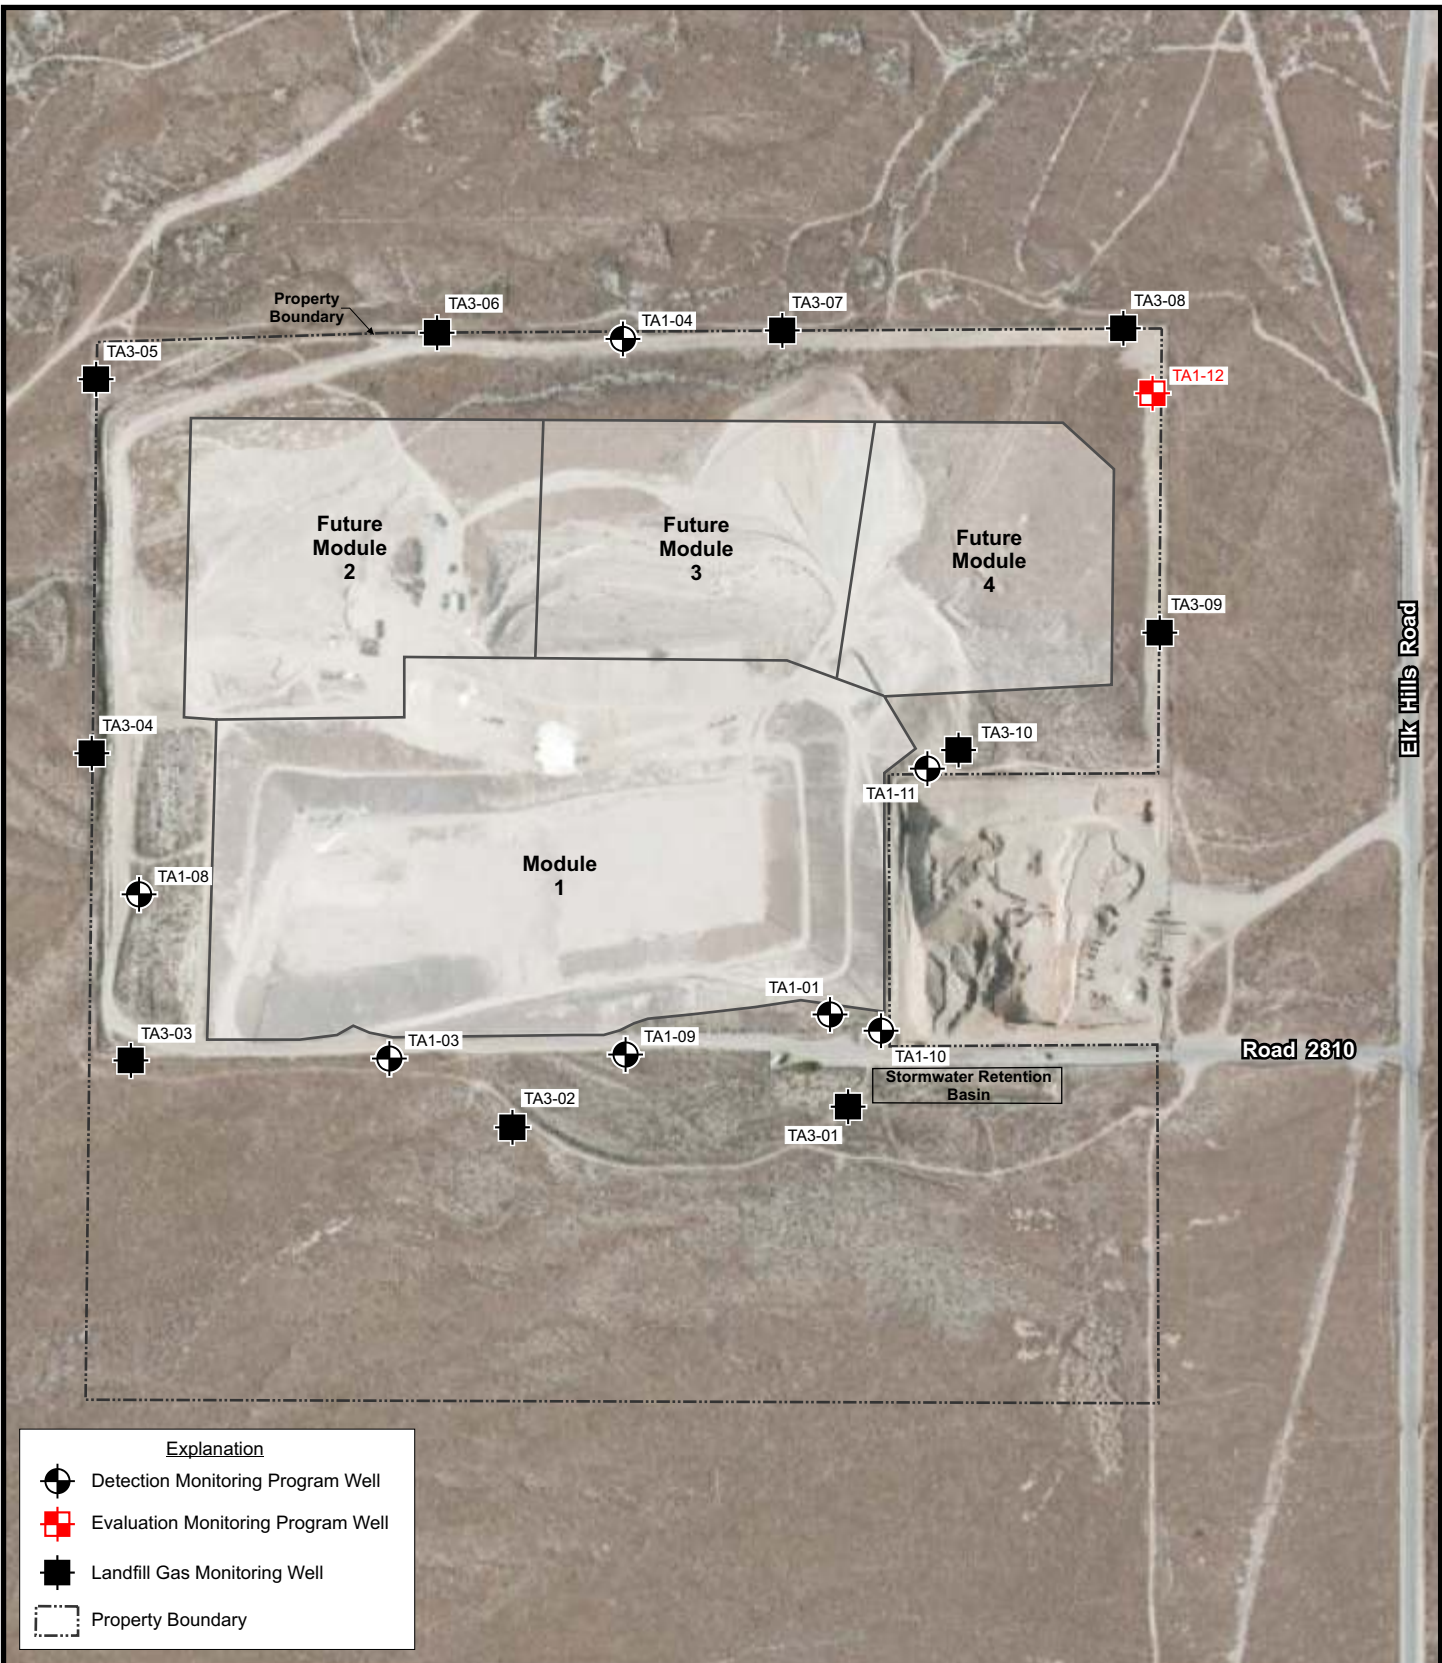 TA3-08
TA3-07
TA3-06
Property
Boundary
TA1-04
TA3-05
TA1-12
Future
Module
2
Future
Module
3
Future
Module
4
TA3-09
Elk Hills Road
TA3-04
TA3-10
TA1-11
Module
1
TA1-08
TA1-01
TA3-03
TA1-03
TA1-09
TA1-10
Road 2810
Stormwater Retention
Basin
TA3-02
TA3-01
Explanation
Detection Monitoring Program Well
Evaluation Monitoring Program Well
Landfill Gas Monitoring Well
Property Boundary